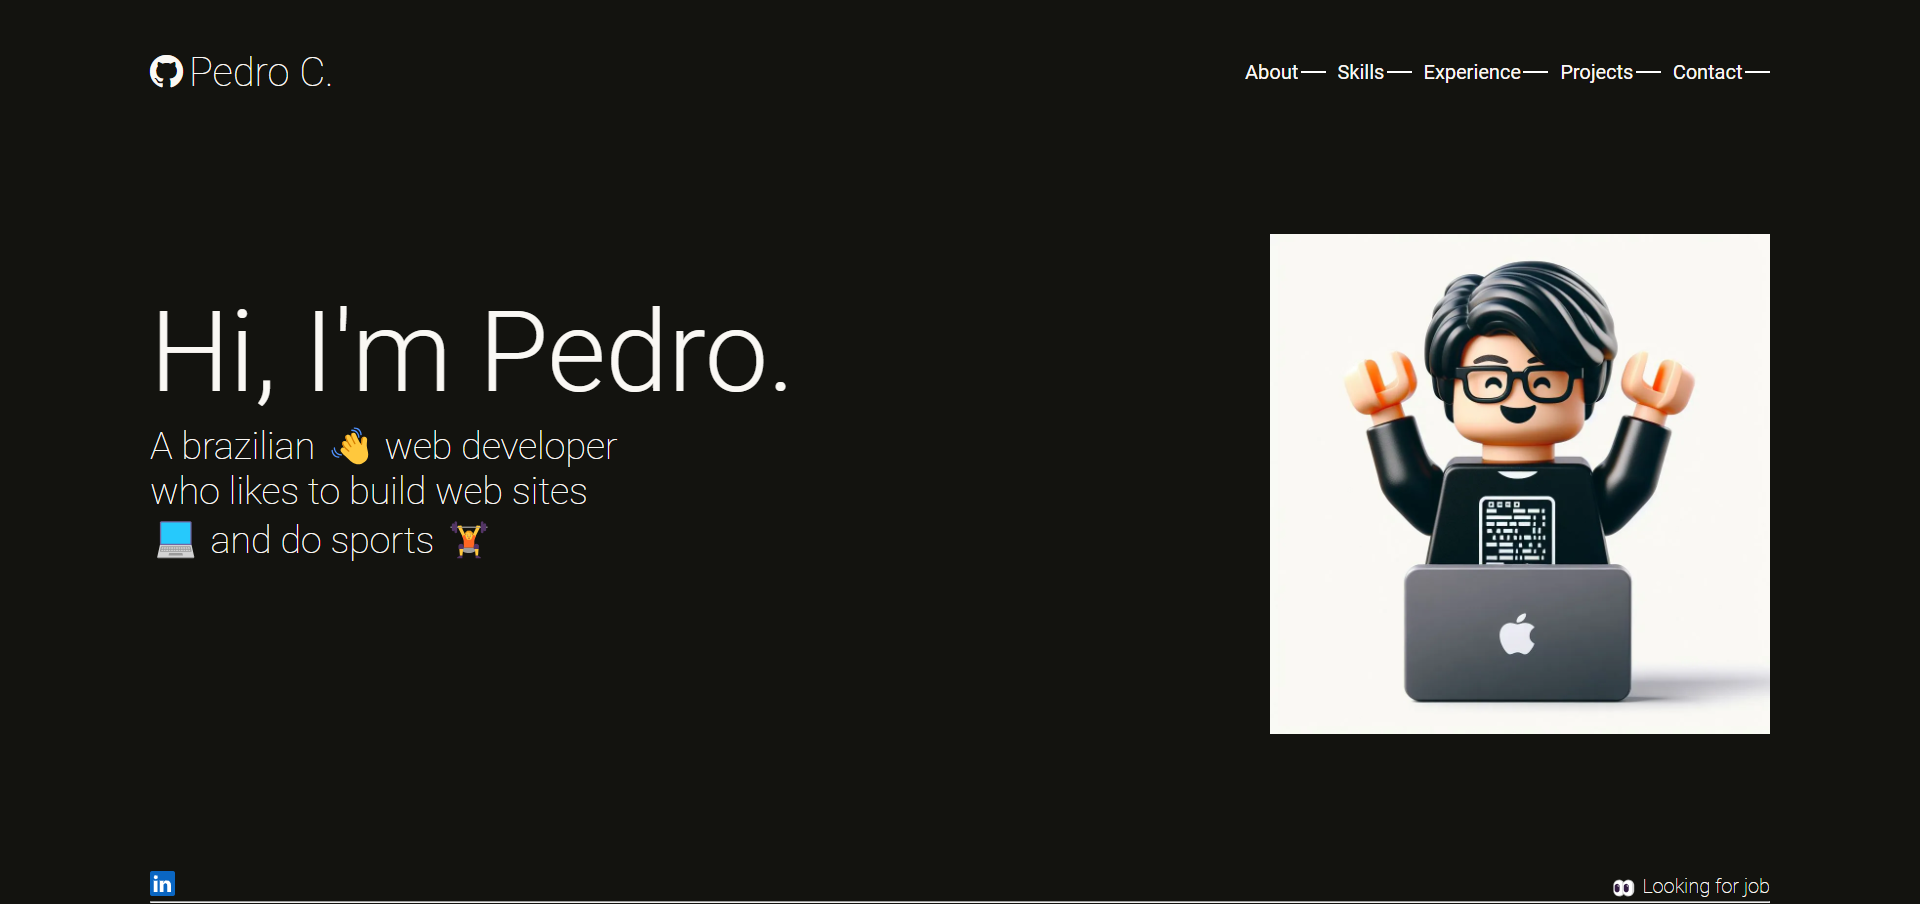 Pedro C.
About Skills Experience Projects Contact
Hi, I'm Pedro.
A brazilian 👋 web developer
who likes to build web sites
💻 and do sports 🏋️
in
👀 Looking for job